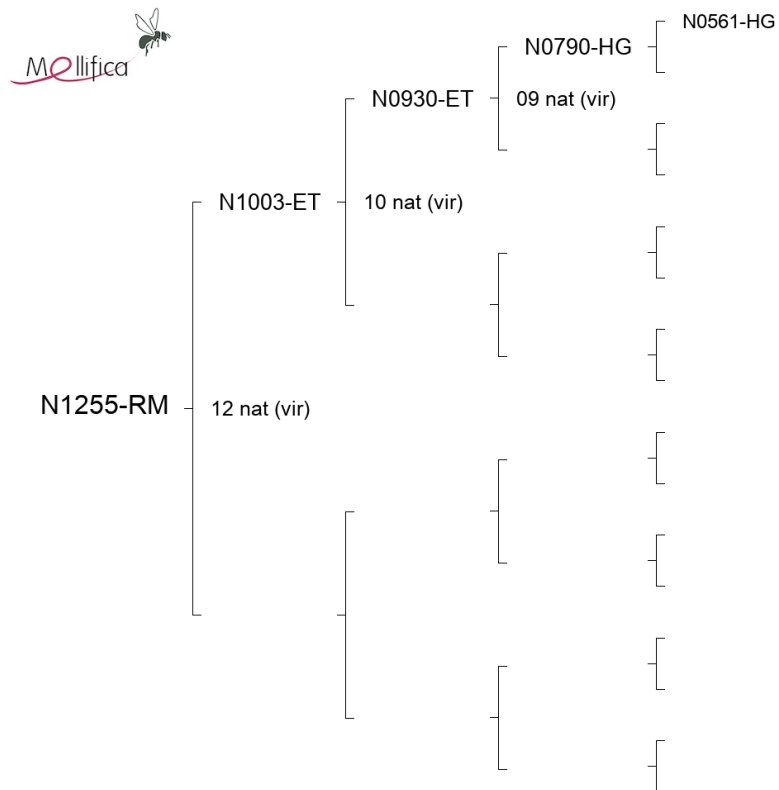 Mellifica
N0561-HG
N0790-HG
N0930-ET
09 nat (vir)
N1003-ET
10 nat (vir)
N1255-RM
12 nat (vir)